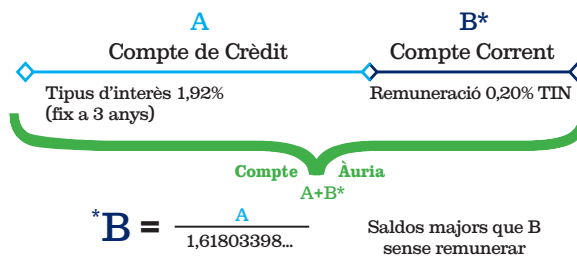 A
B*
Compte de Crèdit
Compte Corrent
Tipus d’interès 1,92%
(fix a 3 anys)
Remuneració 0,20% TIN
Compte Àuria
A+B*
*B = A
1,61803398...
Saldos majors que B
sense remunerar